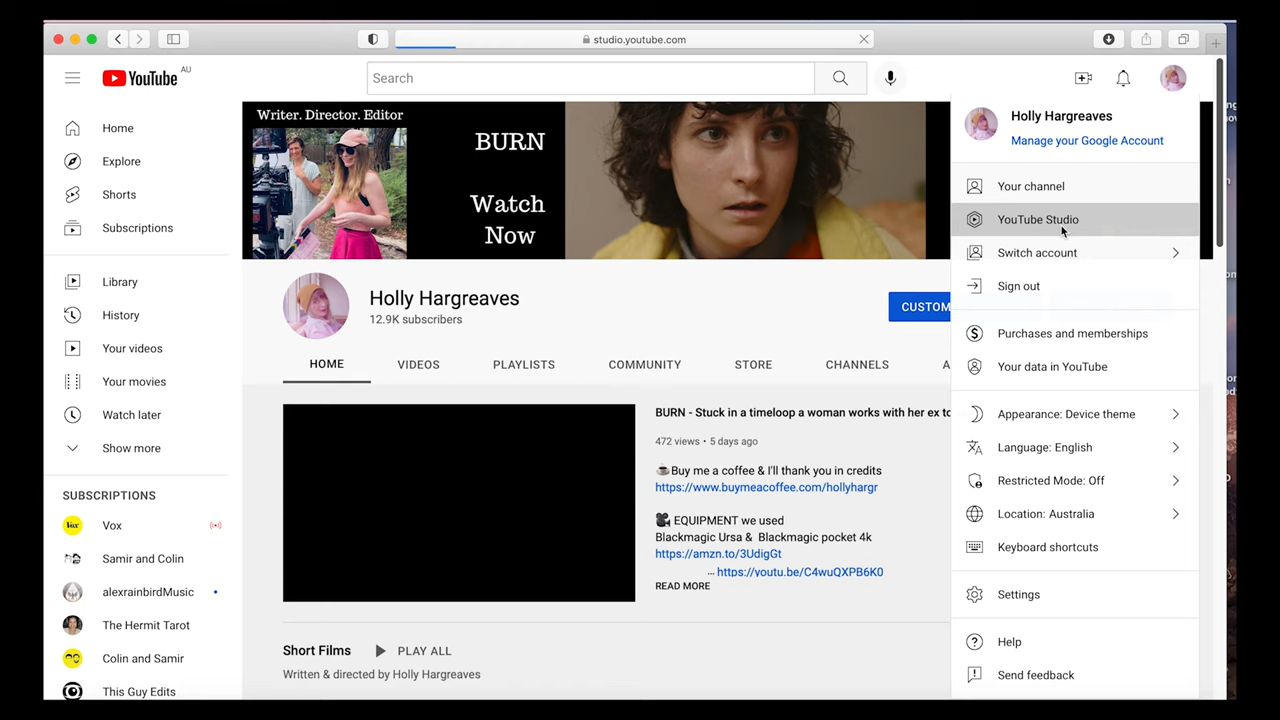 studio.youtube.com
YouTube AU
Search
Home
Explore
Shorts
Subscriptions
Library
History
Your videos
Your movies
Watch later
Show more
SUBSCRIPTIONS
Vox
Samir and Colin
alexrainbirdMusic
The Hermit Tarot
Colin and Samir
This Guy Edits
Writer. Director. Editor
BURN
Watch
Now
Holly Hargreaves
12.9K subscribers
CUSTOM
HOME VIDEOS PLAYLISTS COMMUNITY STORE CHANNELS A
BURN - Stuck in a timeloop a woman works with her ex to
472 views • 5 days ago
Buy me a coffee & I'll thank you in credits
https://www.buymeacoffee.com/hollyhargr
EQUIPMENT we used
Blackmagic Ursa & Blackmagic pocket 4k
https://amzn.to/3UdigGt
... https://youtu.be/C4wuQXPB6K0
READ MORE
Short Films PLAY ALL
Written & directed by Holly Hargreaves
Holly Hargreaves
Manage your Google Account
Your channel
YouTube Studio
Switch account
Sign out
Purchases and memberships
Your data in YouTube
Appearance: Device theme
Language: English
Restricted Mode: Off
Location: Australia
Keyboard shortcuts
Settings
Help
Send feedback